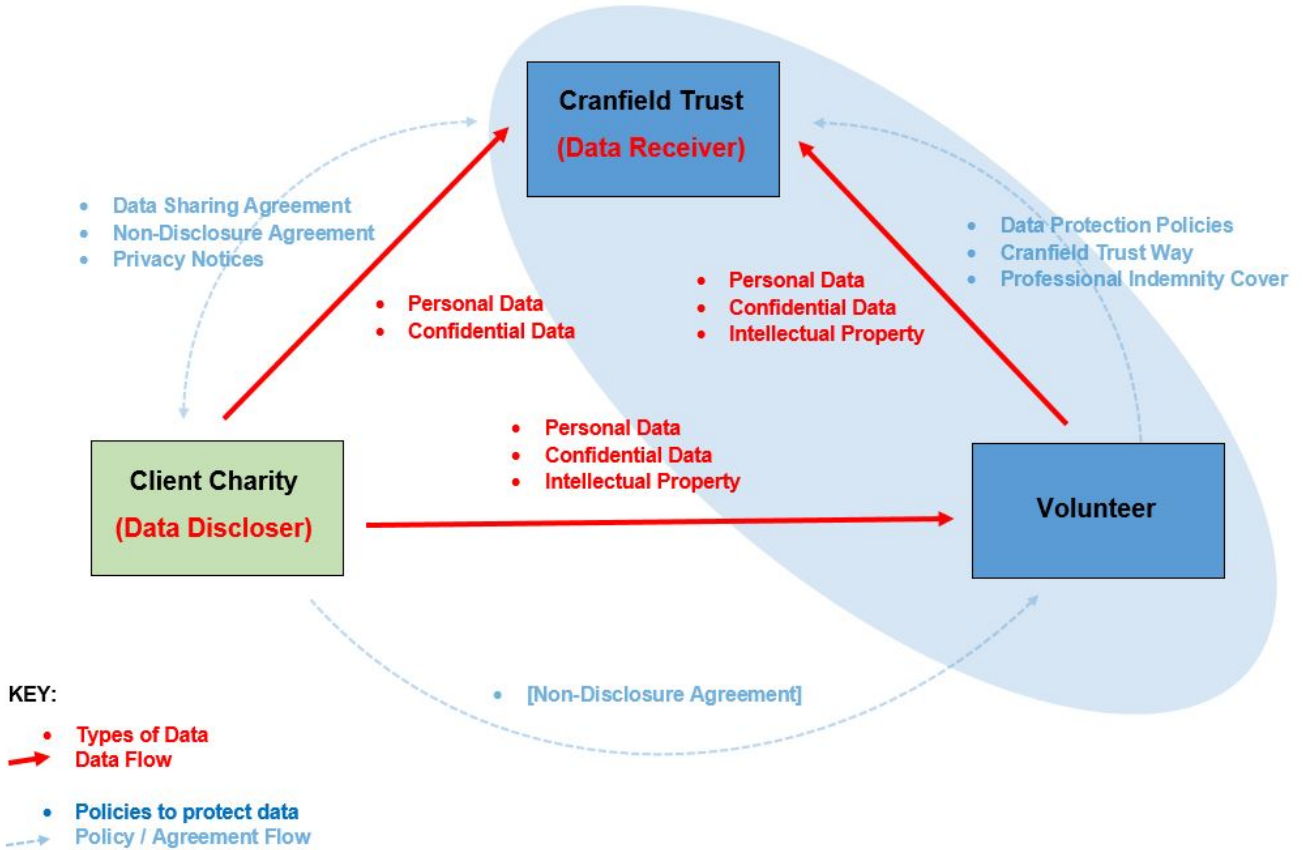 Cranfield Trust
(Data Receiver)
• Data Sharing Agreement
• Non-Disclosure Agreement
• Privacy Notices
• Data Protection Policies
• Cranfield Trust Way
• Professional Indemnity Cover
• Personal Data
• Confidential Data
• Personal Data
• Confidential Data
• Intellectual Property
• Personal Data
• Confidential Data
• Intellectual Property
Client Charity
(Data Discloser)
Volunteer
• [Non-Disclosure Agreement]
KEY:
• Types of Data
Data Flow
• Policies to protect data
Policy / Agreement Flow